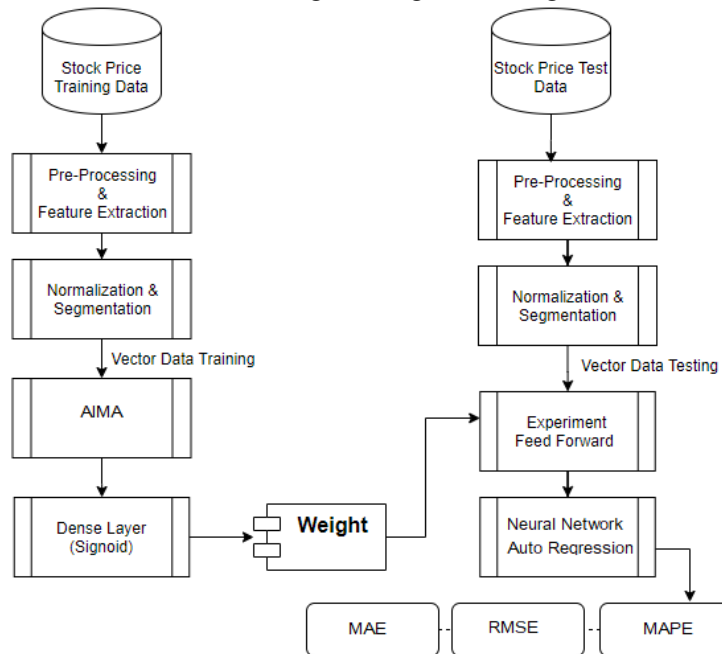 Stock Price
Training Data
Pre-Processing
&
Feature Extraction
Normalization &
Segmentation
Vector Data Training
AIMA
Dense Layer
(Signoid)
Weight
Stock Price Test
Data
Pre-Processing
&
Feature Extraction
Normalization &
Segmentation
Vector Data Testing
Experiment
Feed Forward
Neural Network
Auto Regression
MAE
RMSE
MAPE